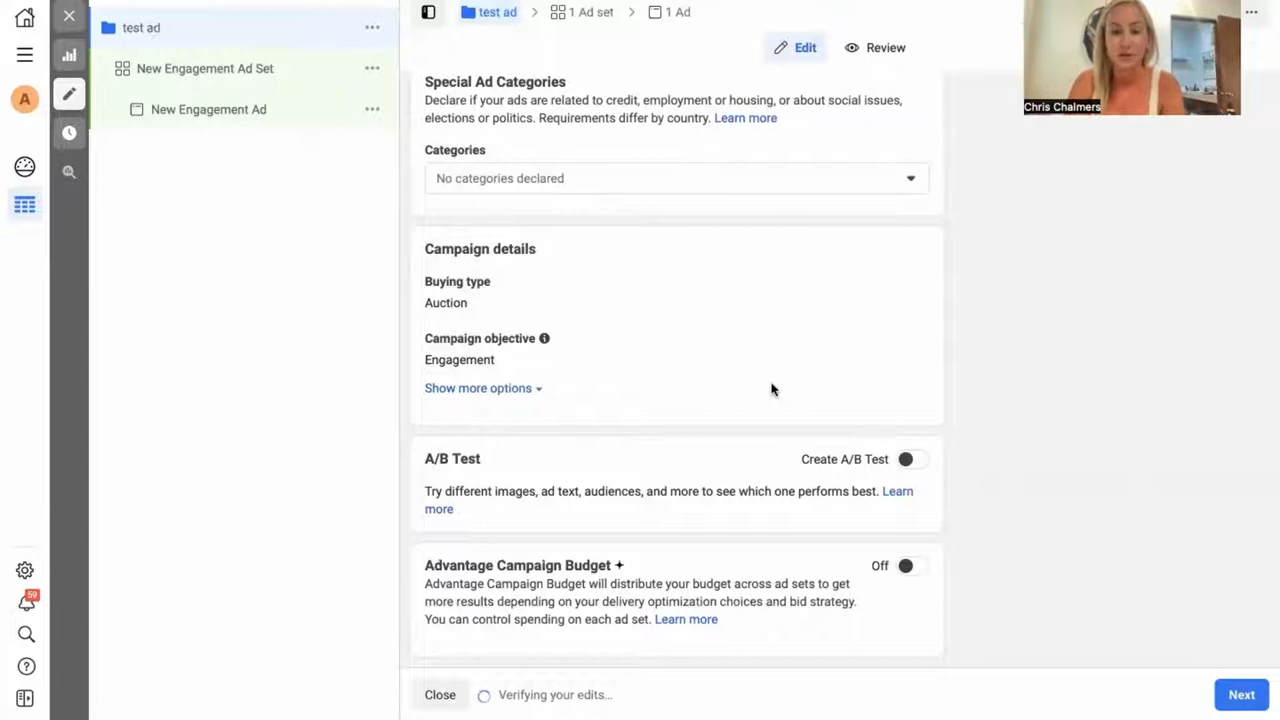 test ad
New Engagement Ad Set
New Engagement Ad
A
59
test ad > 1 Ad set > 1 Ad
Edit
Review
Chris Chalmers
Special Ad Categories
Declare if your ads are related to credit, employment or housing, or about social issues,
elections or politics. Requirements differ by country. Learn more
Categories
No categories declared
Campaign details
Buying type
Auction
Campaign objective
Engagement
Show more options
A/B Test
Create A/B Test
Try different images, ad text, audiences, and more to see which one performs best. Learn
more
Advantage Campaign Budget
Off
Advantage Campaign Budget will distribute your budget across ad sets to get
more results depending on your delivery optimization choices and bid strategy.
You can control spending on each ad set. Learn more
Close
Verifying your edits...
Next